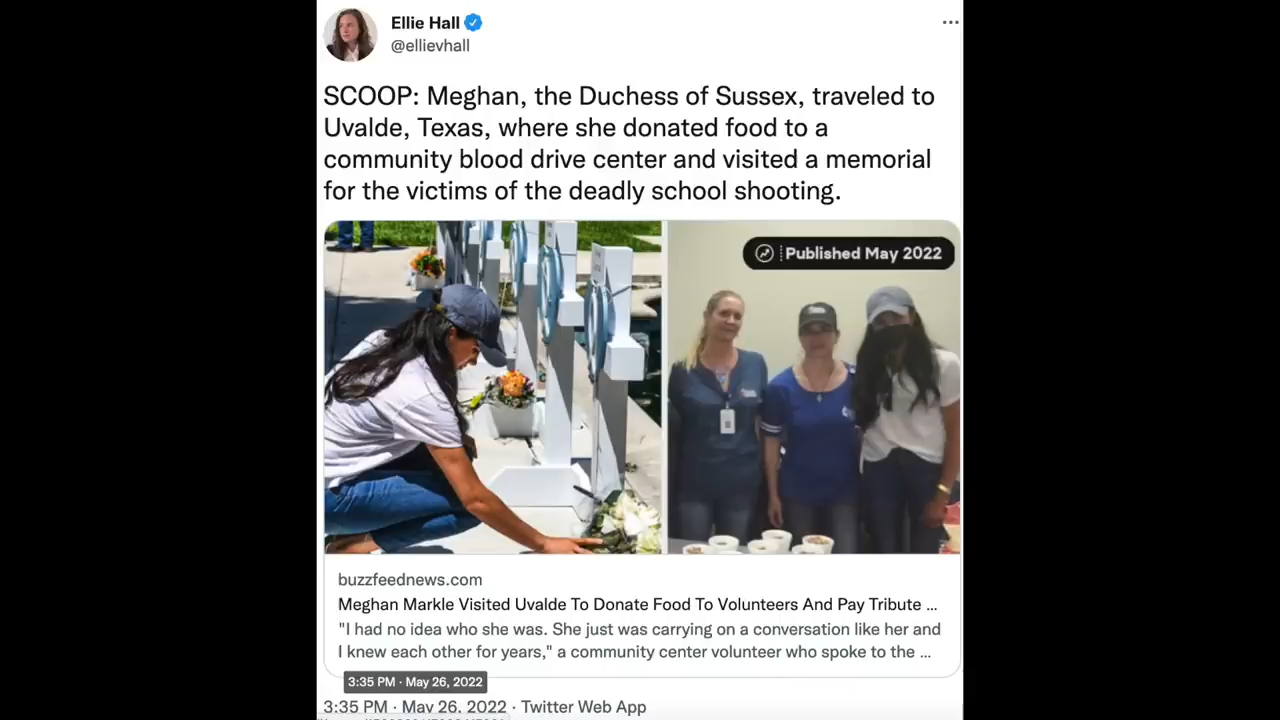 Ellie Hall
@ellievhall
SCOOP: Meghan, the Duchess of Sussex, traveled to
Uvalde, Texas, where she donated food to a
community blood drive center and visited a memorial
for the victims of the deadly school shooting.
Published May 2022
buzzfeednews.com
Meghan Markle Visited Uvalde To Donate Food To Volunteers And Pay Tribute ...
"I had no idea who she was. She just was carrying on a conversation like her and
I knew each other for years," a community center volunteer who spoke to the ...
3:35 PM · May 26, 2022
3:35 PM · May 26, 2022 · Twitter Web App